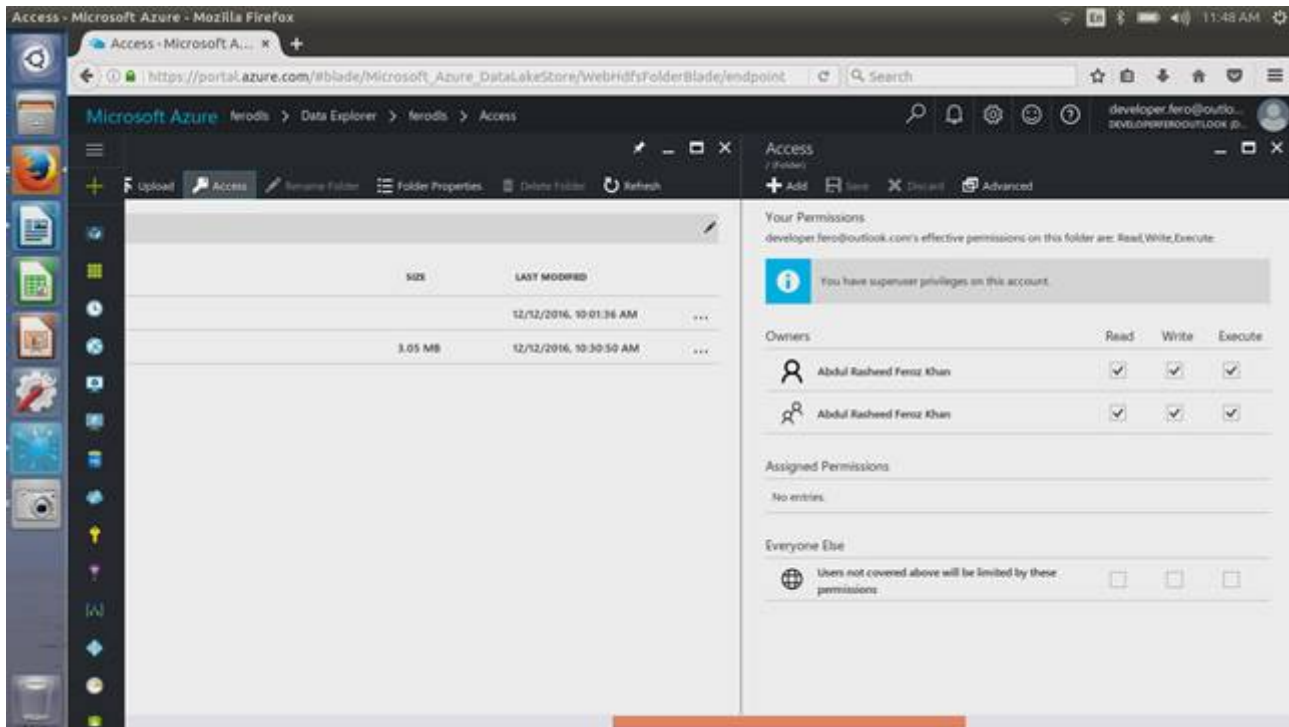 Access - Microsoft Azure - Mozilla Firefox
En
11:48 AM
Access - Microsoft A... × +
https://portal.azure.com/#blade/Microsoft_Azure_DataLakeStore/WebHdfsFolderBlade/endpoint
Search
Microsoft Azure ferodls > Data Explorer > ferodls > Access
developer.fero@outlo...
DEVELOPERFEROOUTLOOK (D...
Upload Access Rename Folder Folder Properties Delete Folder Refresh
SIZE LAST MODIFIED
12/12/2016, 10:01:36 AM ...
3.05 MB 12/12/2016, 10:30:50 AM ...
Access
/ (Folder)
Add Save Discard Advanced
Your Permissions
developer.fero@outlook.com's effective permissions on this folder are: Read,Write,Execute
You have superuser privileges on this account.
Owners Read Write Execute
Abdul Rasheed Feroz Khan
Abdul Rasheed Feroz Khan
Assigned Permissions
No entries.
Everyone Else
Users not covered above will be limited by these
permissions